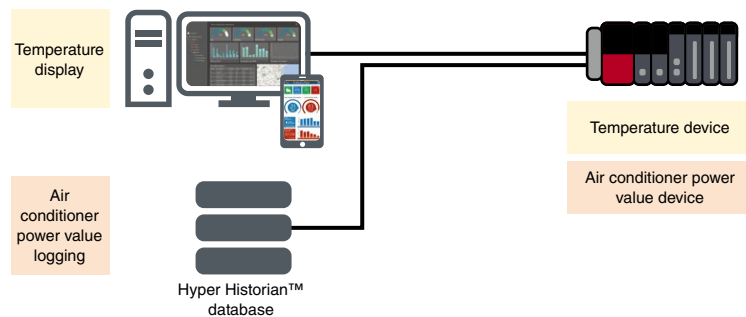 Temperature
display
Temperature device
Air conditioner power
value device
Air
conditioner
power value
logging
Hyper Historian™
database